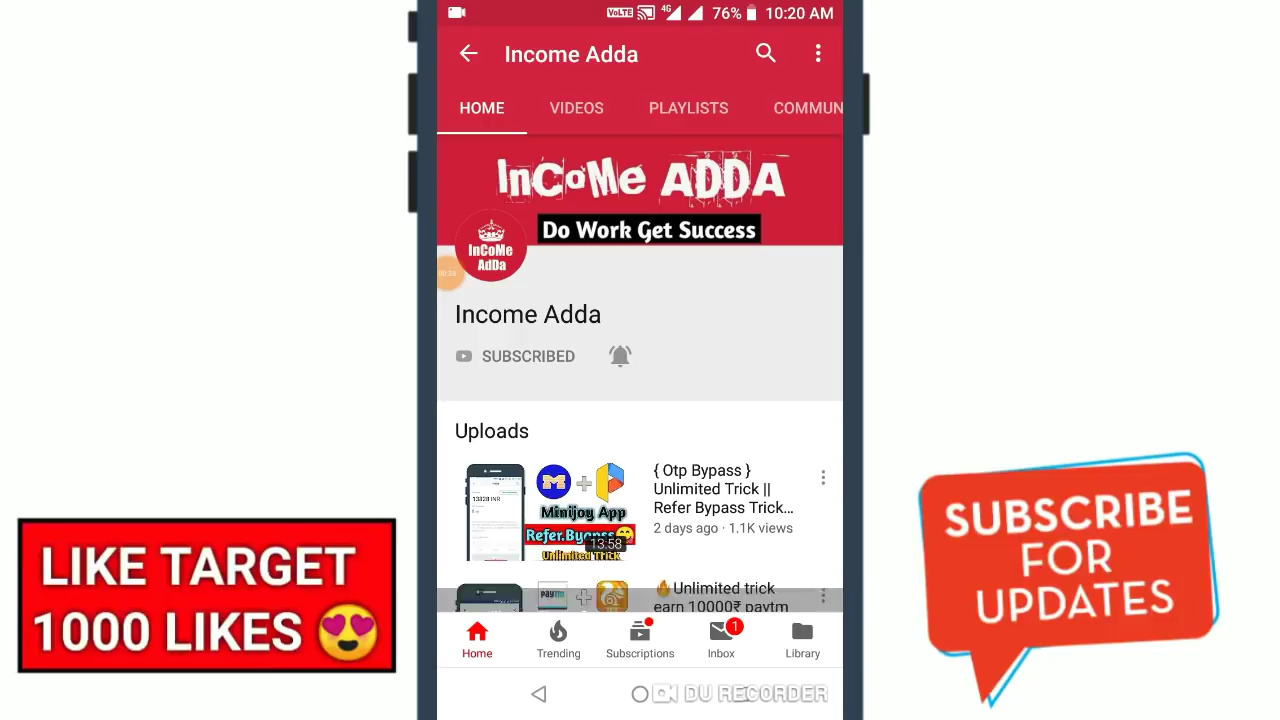 VoLTE 4G 76% 10:20 AM
Income Adda
HOME VIDEOS PLAYLISTS COMMUN
InCoMe ADDA
Do Work Get Success
InCoMe
AdDa
Income Adda
SUBSCRIBED
Uploads
13828 INR
Minijoy App
Refer.Bypass
Unlimited Trick
13:58
{ Otp Bypass }
Unlimited Trick ||
Refer Bypass Trick...
2 days ago · 1.1K views
PAYTM
🔥Unlimited trick
earn 10000₹ paytm
Home Trending Subscriptions Inbox 1 Library
DU RECORDER
LIKE TARGET
1000 LIKES 😍
SUBSCRIBE
FOR
UPDATES